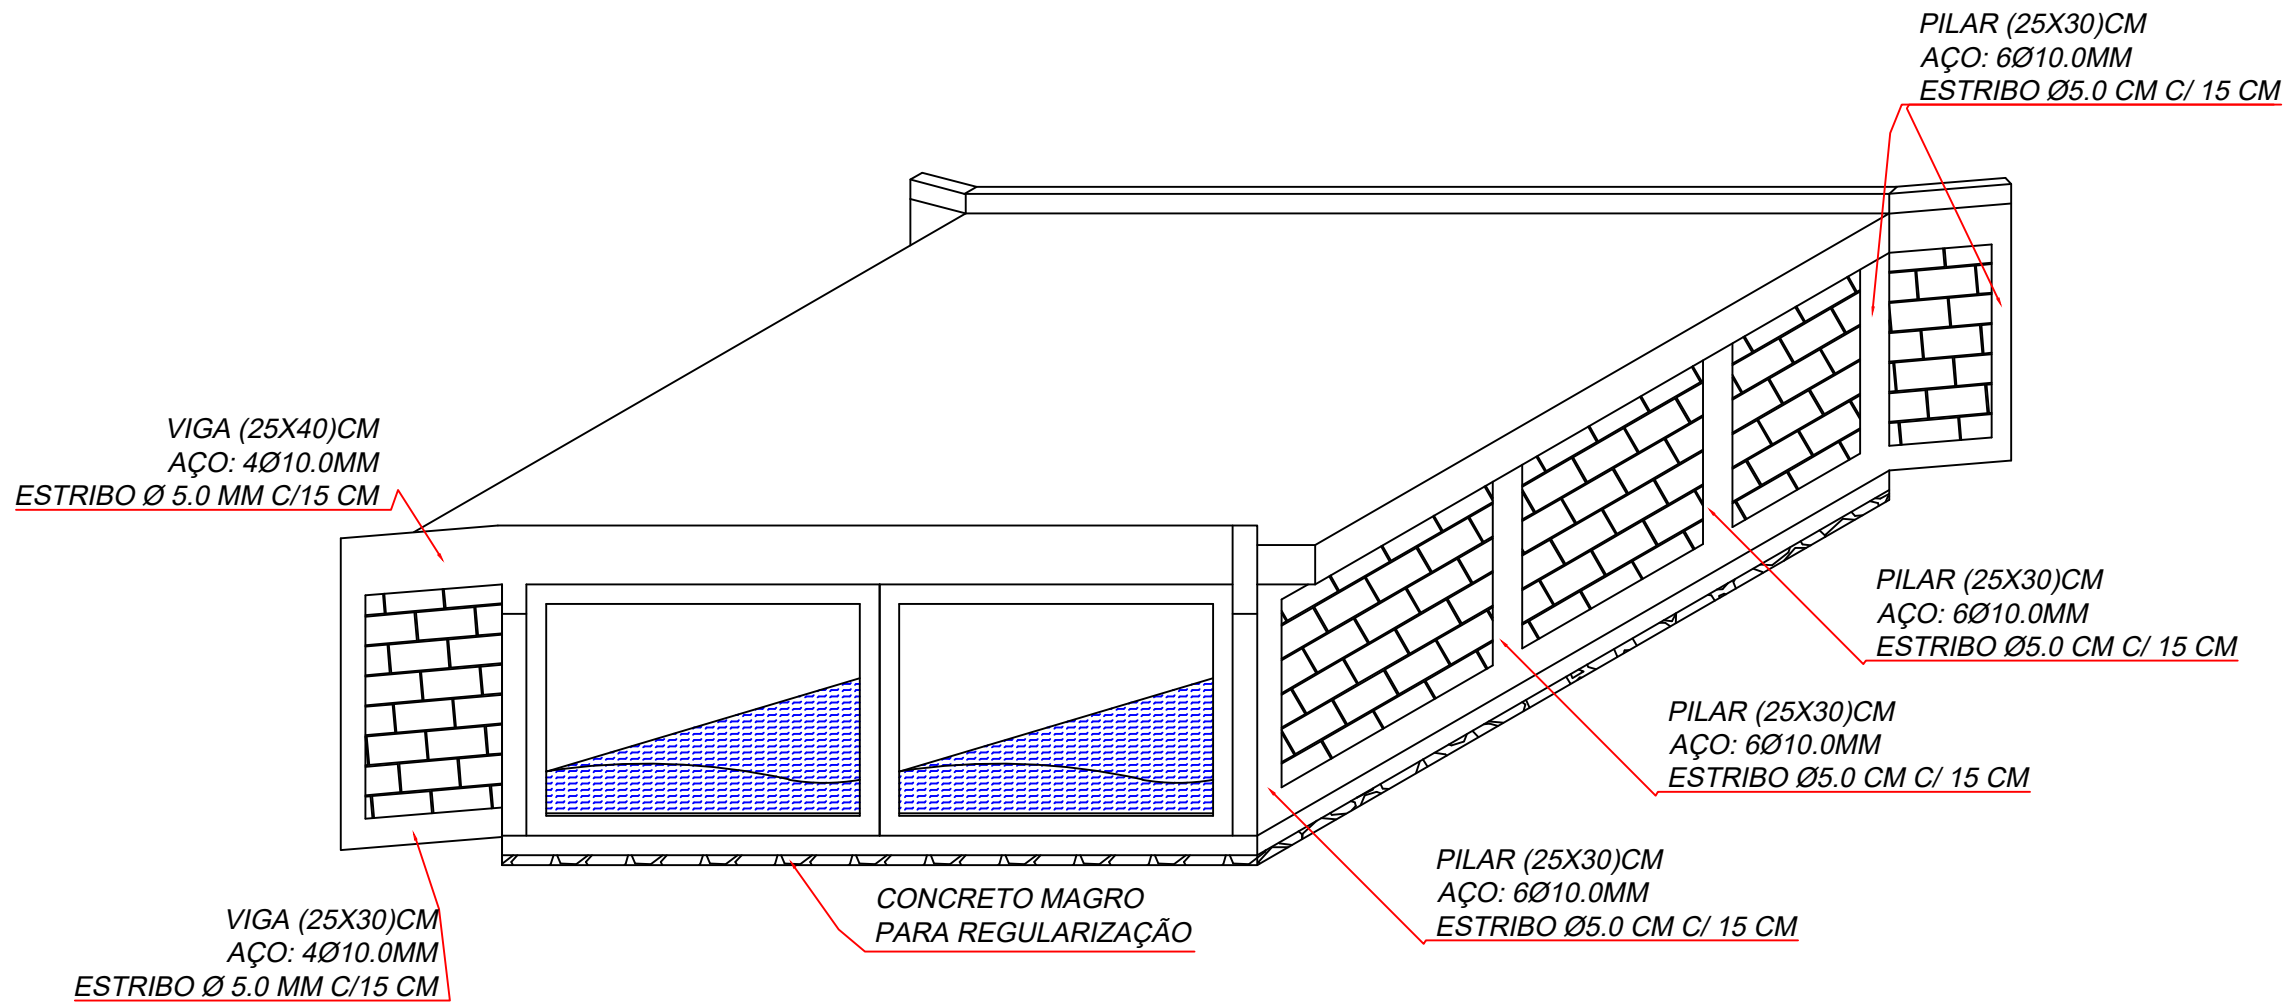 PILAR (25X30)CM
AÇO: 6Ø10.0MM
ESTRIBO Ø5.0 CM C/ 15 CM
VIGA (25X40)CM
AÇO: 4Ø10.0MM
ESTRIBO Ø 5.0 MM C/15 CM
PILAR (25X30)CM
AÇO: 6Ø10.0MM
ESTRIBO Ø5.0 CM C/ 15 CM
PILAR (25X30)CM
AÇO: 6Ø10.0MM
ESTRIBO Ø5.0 CM C/ 15 CM
PILAR (25X30)CM
AÇO: 6Ø10.0MM
ESTRIBO Ø5.0 CM C/ 15 CM
CONCRETO MAGRO
PARA REGULARIZAÇÃO
VIGA (25X30)CM
AÇO: 4Ø10.0MM
ESTRIBO Ø 5.0 MM C/15 CM